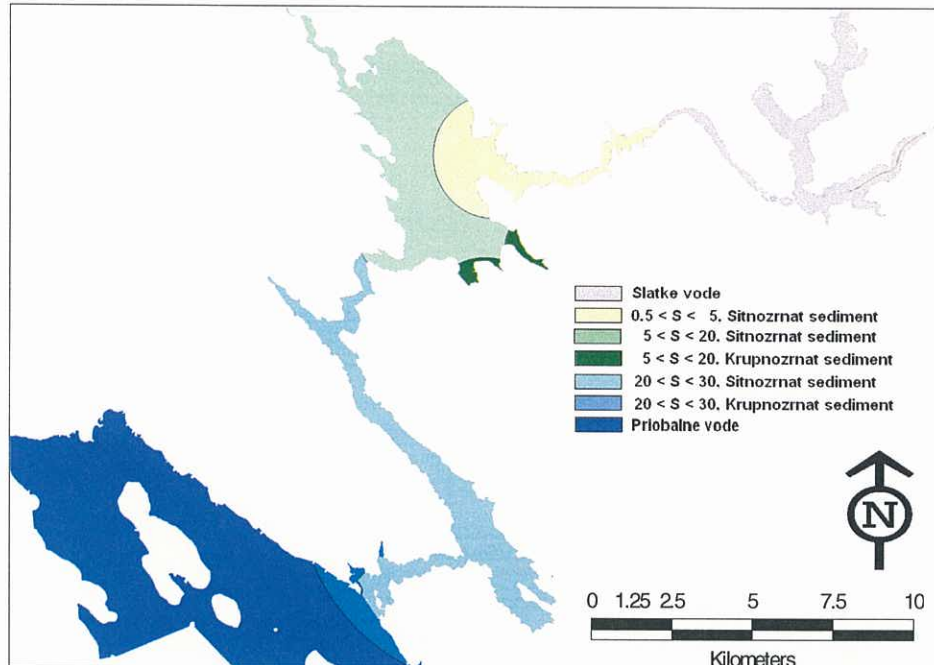 Slatke vode
0.5 < S < 5, Sitnozrnat sediment
5 < S < 20, Sitnozrnat sediment
5 < S < 20, Krupnozrnat sediment
20 < S < 30, Sitnozrnat sediment
20 < S < 30, Krupnozrnat sediment
Priobalne vode
N
0 1.25 2.5 5 7.5 10
Kilometers